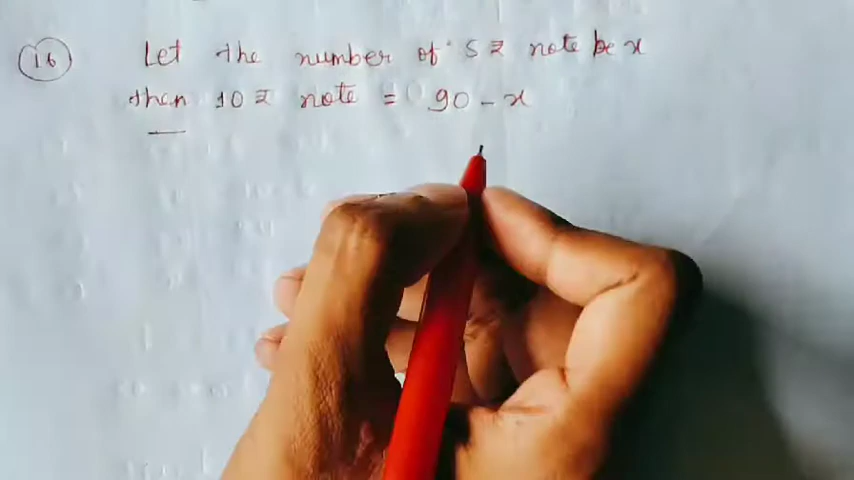 16 Let the number of 5 ₹ note be x
then 10 ₹ note = 90 - x